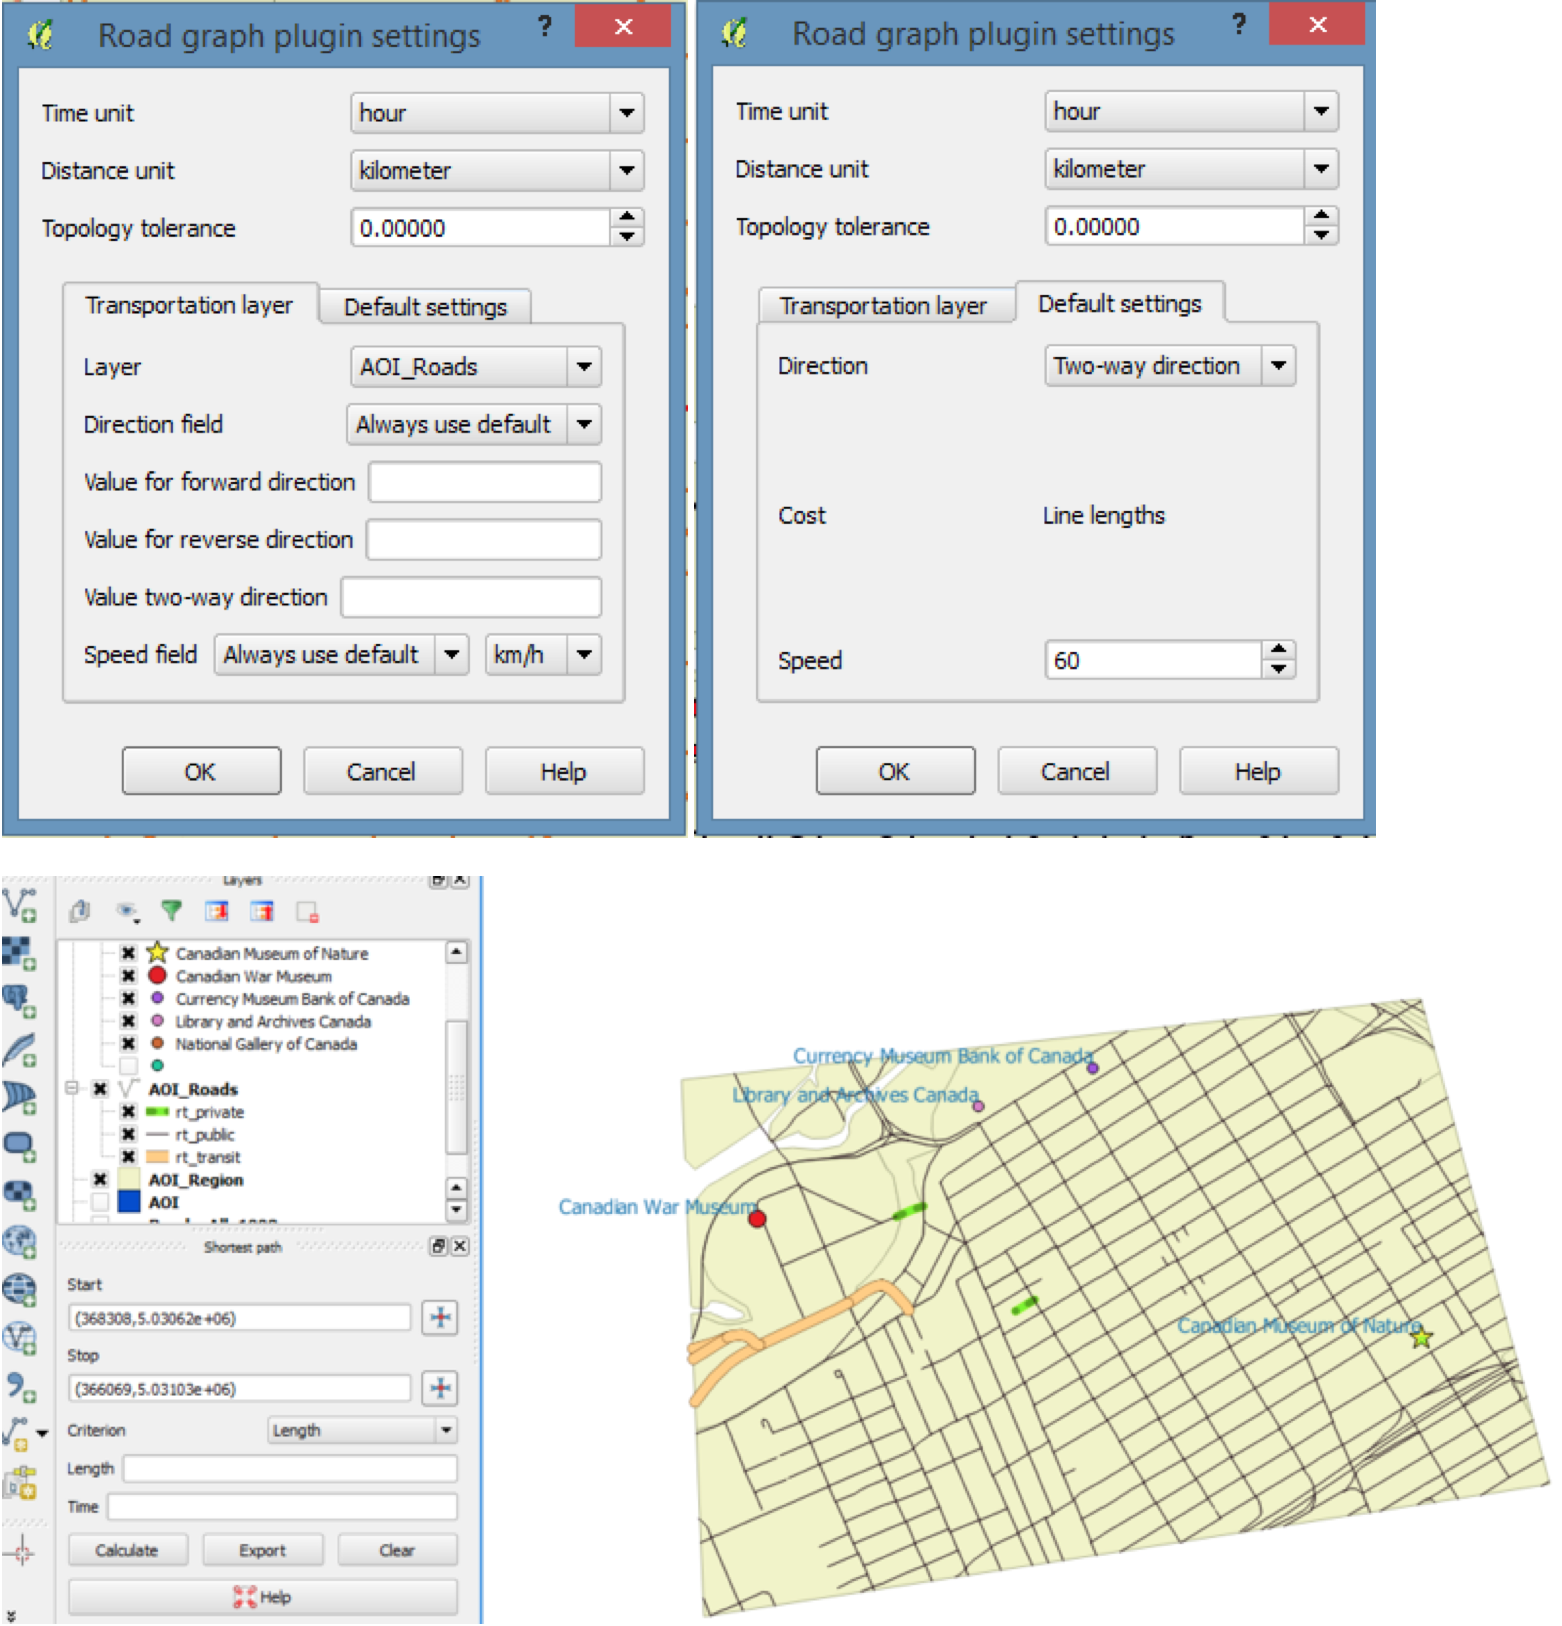 Road graph plugin settings ?
Time unit hour
Distance unit kilometer
Topology tolerance 0.00000
Transportation layer Default settings
Layer AOI_Roads
Direction field Always use default
Value for forward direction
Value for reverse direction
Value two-way direction
Speed field Always use default km/h
OK Cancel Help
Road graph plugin settings ?
Time unit hour
Distance unit kilometer
Topology tolerance 0.00000
Transportation layer Default settings
Direction Two-way direction
Cost Line lengths
Speed 60
OK Cancel Help
Layers
Canadian Museum of Nature
Canadian War Museum
Currency Museum Bank of Canada
Library and Archives Canada
National Gallery of Canada
AOI_Roads
rt_private
rt_public
rt_transit
AOI_Region
AOI
Shortest path
Start
(368308,5.03062e+06)
Stop
(366069,5.03103e+06)
Criterion Length
Length
Time
Calculate Export Clear
Help
Currency Museum Bank of Canada
Library and Archives Canada
Canadian War Museum
Canadian Museum of Nature